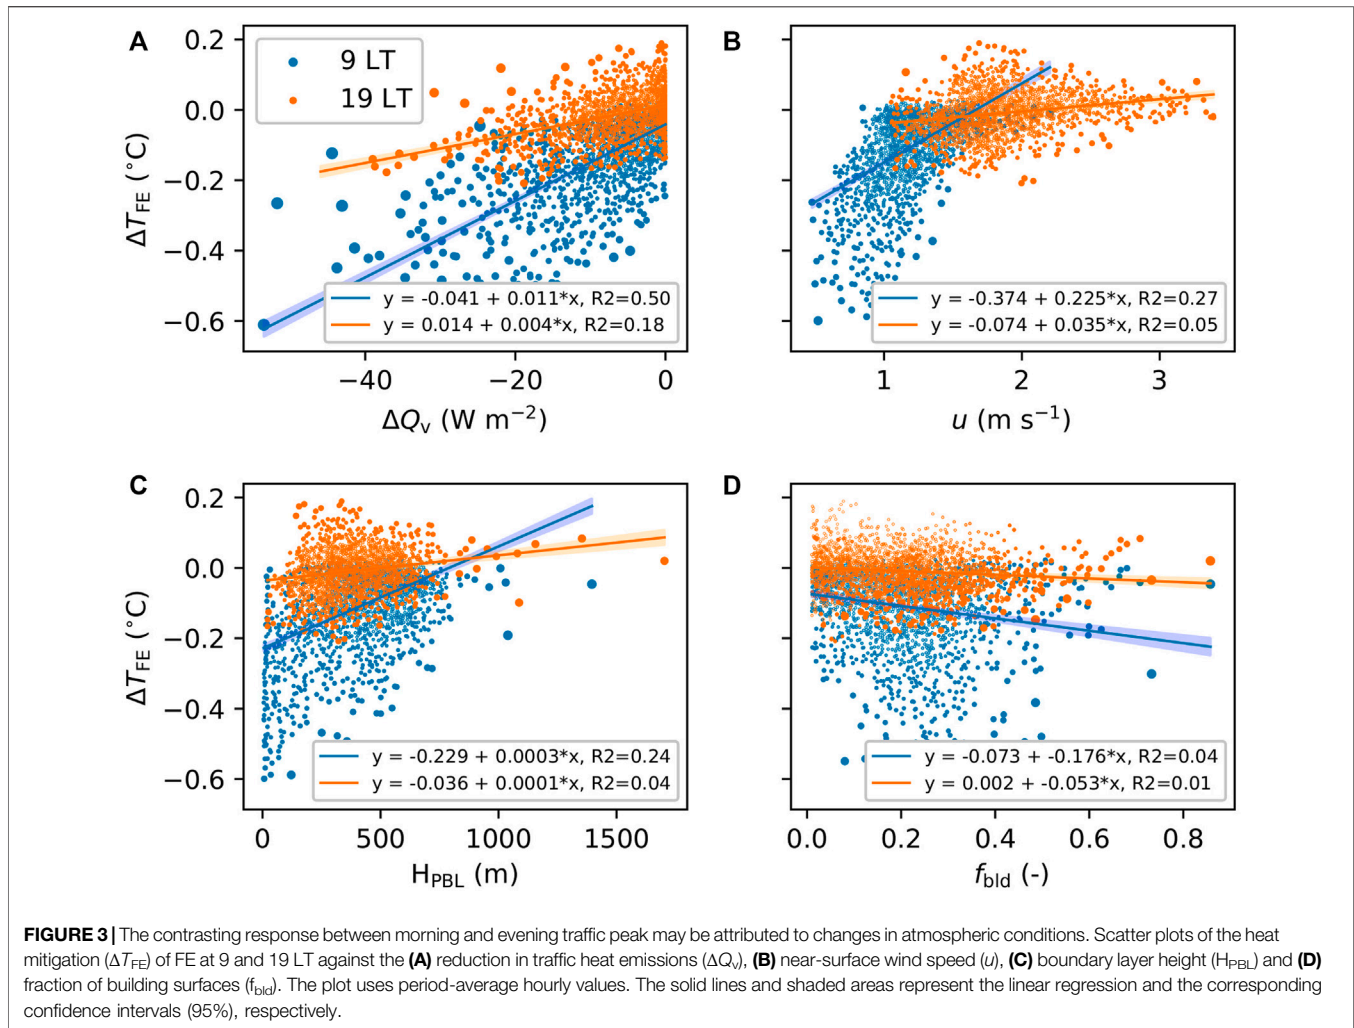 A
0.2
0.0
−0.2
−0.4
−0.6
ΔT_FE (°C)
9 LT
19 LT
y = -0.041 + 0.011*x, R2=0.50
y = 0.014 + 0.004*x, R2=0.18
−40 −20 0
ΔQ_v (W m⁻²)
B
y = -0.374 + 0.225*x, R2=0.27
y = -0.074 + 0.035*x, R2=0.05
1 2 3
u (m s⁻¹)
C
0.2
0.0
−0.2
−0.4
−0.6
ΔT_FE (°C)
y = -0.229 + 0.0003*x, R2=0.24
y = -0.036 + 0.0001*x, R2=0.04
0 500 1000 1500
H_PBL (m)
D
y = -0.073 + -0.176*x, R2=0.04
y = 0.002 + -0.053*x, R2=0.01
0.0 0.2 0.4 0.6 0.8
f_bld (-)
FIGURE 3 | The contrasting response between morning and evening traffic peak may be attributed to changes in atmospheric conditions. Scatter plots of the heat
mitigation (ΔT_FE) of FE at 9 and 19 LT against the (A) reduction in traffic heat emissions (ΔQ_v), (B) near-surface wind speed (u), (C) boundary layer height (H_PBL) and (D)
fraction of building surfaces (f_bld). The plot uses period-average hourly values. The solid lines and shaded areas represent the linear regression and the corresponding
confidence intervals (95%), respectively.